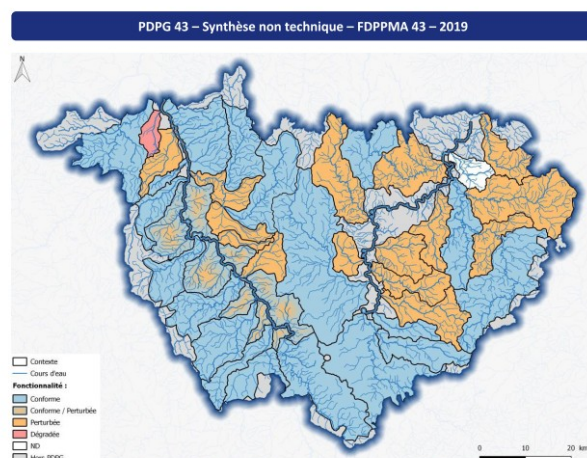 PDPG 43 – Synthèse non technique – FDPPMA 43 – 2019
N
Contexte
Cours d'eau
Fonctionnalité :
Conforme
Conforme / Perturbée
Perturbée
Dégradée
ND
Hors PDPG
0 10 20 km